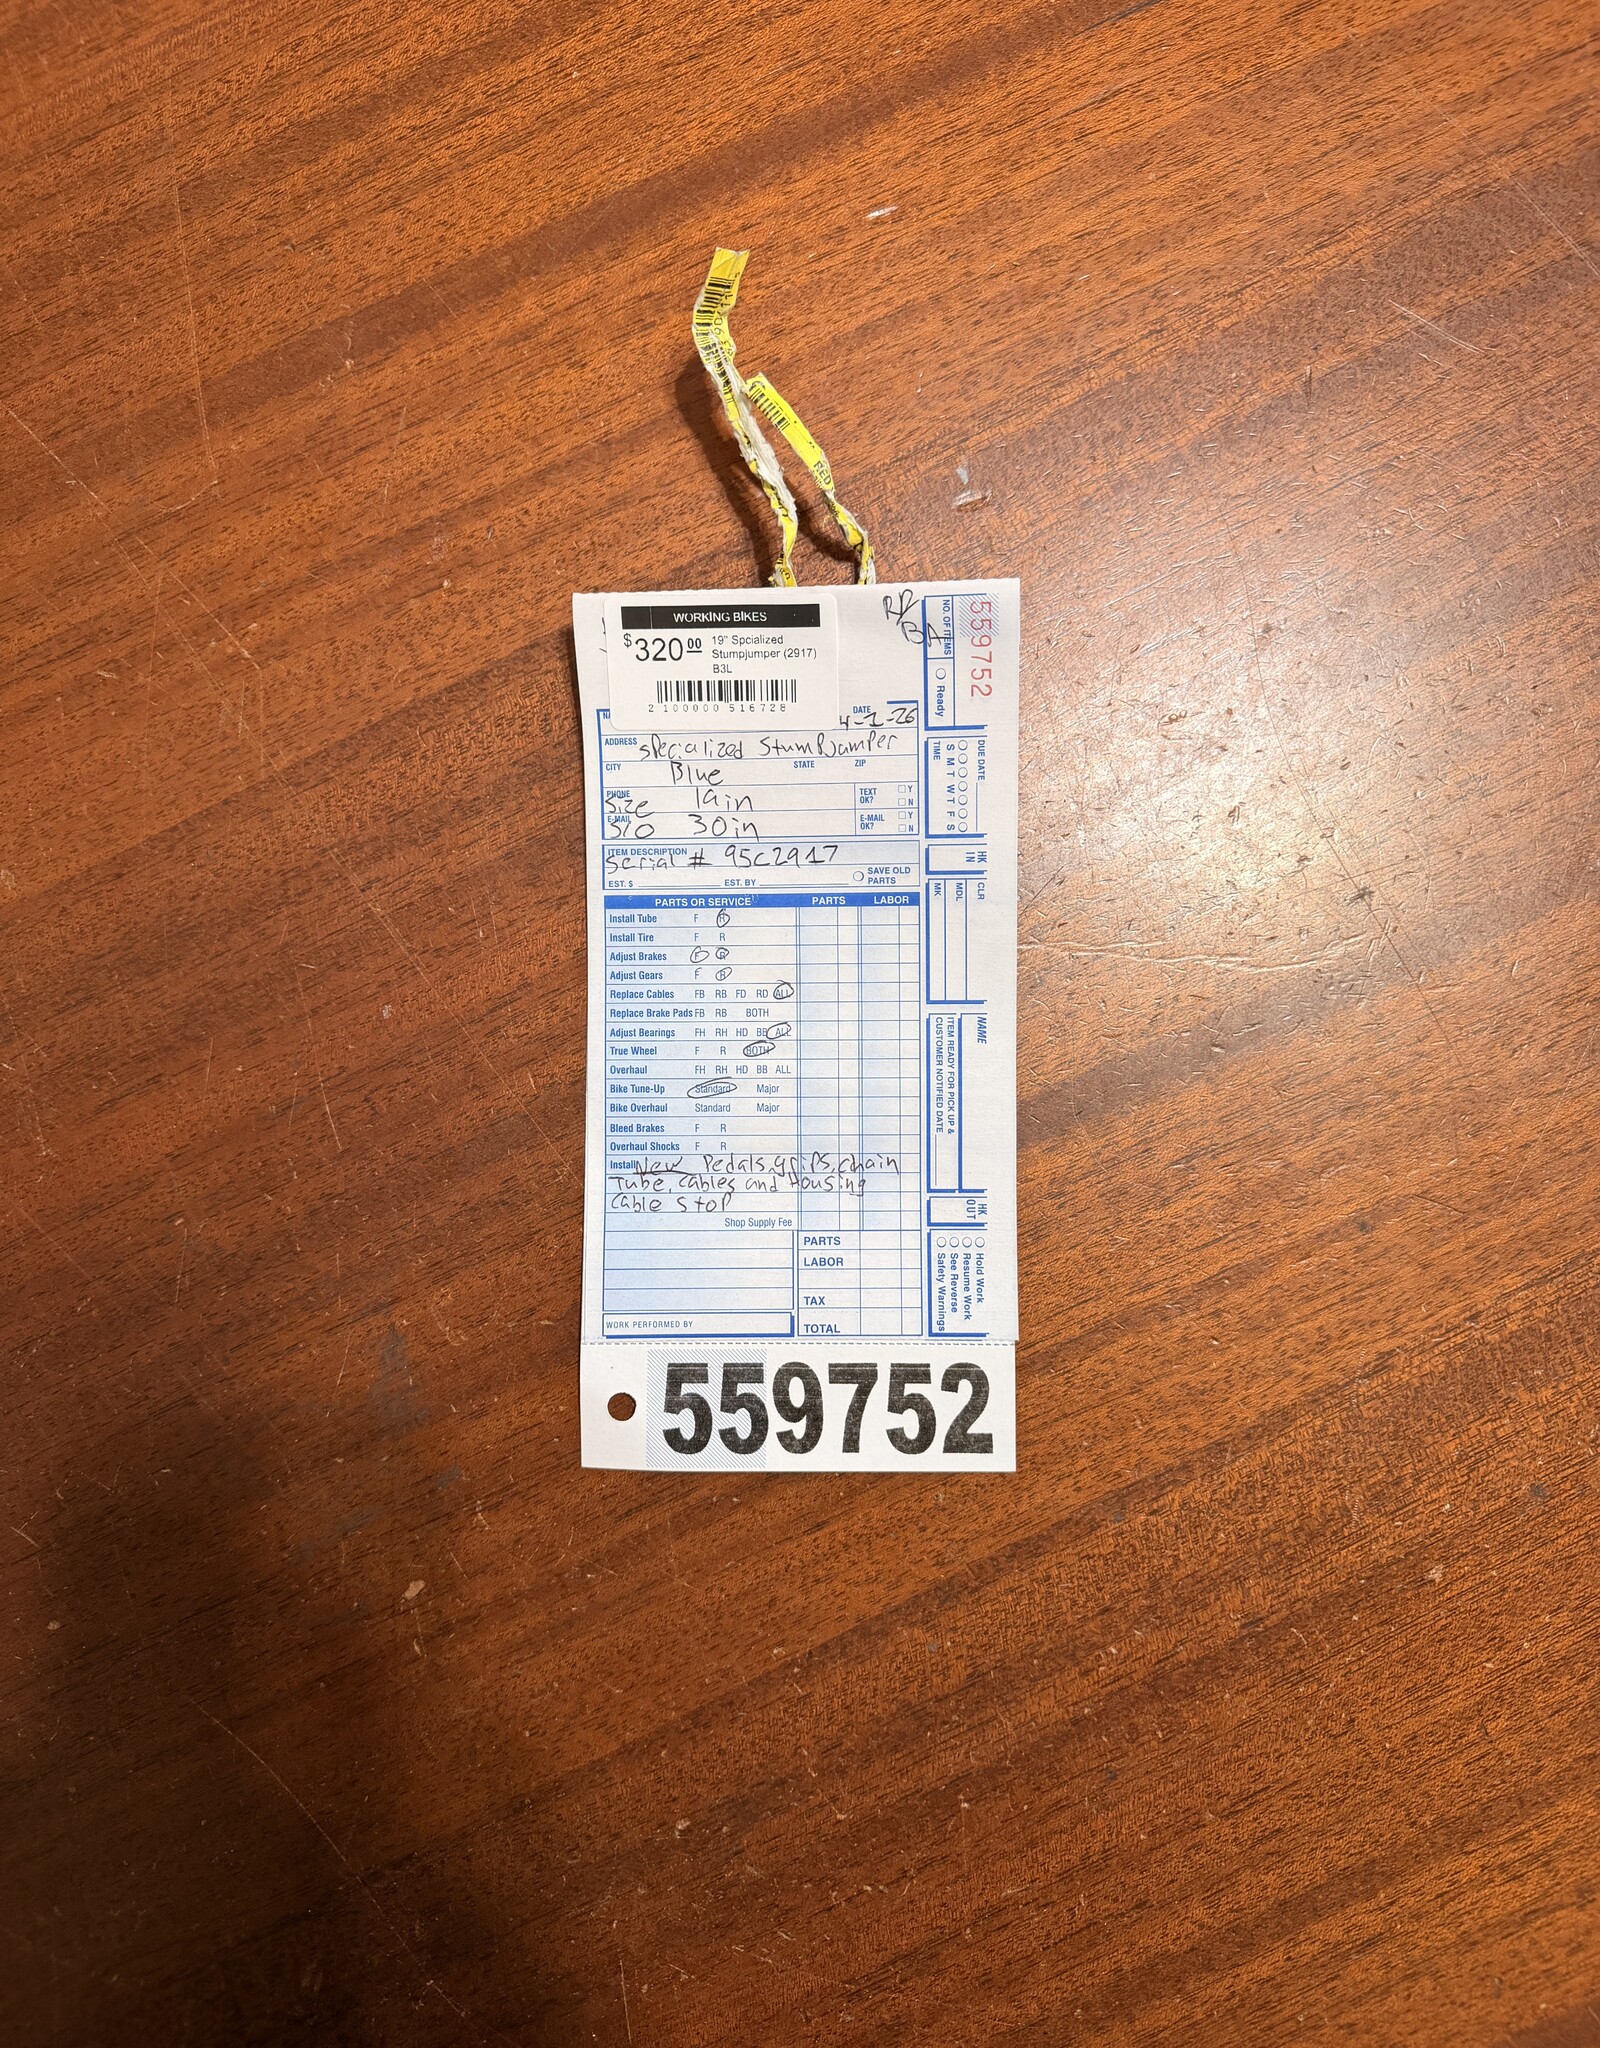 WORKING BIKES
$320.00 19" Spcialized
Stumpjumper (2917)
B3L
2 100000 516728
RR
BA
DATE 4-1-26
ADDRESS Specialized Stumpjumper
CITY Blue STATE ZIP
PHONE Size 19in TEXT OK? Y N
E-MAIL S/O 30in E-MAIL OK? Y N
ITEM DESCRIPTION Serial # 95C2917
EST. $ EST. BY SAVE OLD PARTS
PARTS OR SERVICE PARTS LABOR
Install Tube F R
Install Tire F R
Adjust Brakes F R
Adjust Gears F R
Replace Cables FB RB FD RD ALL
Replace Brake Pads FB RB BOTH
Adjust Bearings FH RH HD BB ALL
True Wheel F R BOTH
Overhaul FH RH HD BB ALL
Bike Tune-Up Standard Major
Bike Overhaul Standard Major
Bleed Brakes F R
Overhaul Shocks F R
Install New Pedals, grips, chain
Tube, cables and Housing
cable stop
Shop Supply Fee
PARTS
LABOR
TAX
WORK PERFORMED BY
TOTAL
559752
NO. OF ITEMS
Ready
DUE DATE
S M T W T F S
TIME
HK IN
CLR
MDL
MK
NAME
ITEM READY FOR PICK UP &
CUSTOMER NOTIFIED DATE
HK OUT
Hold Work
Resume Work
See Reverse
Safety Warnings
559752
RED